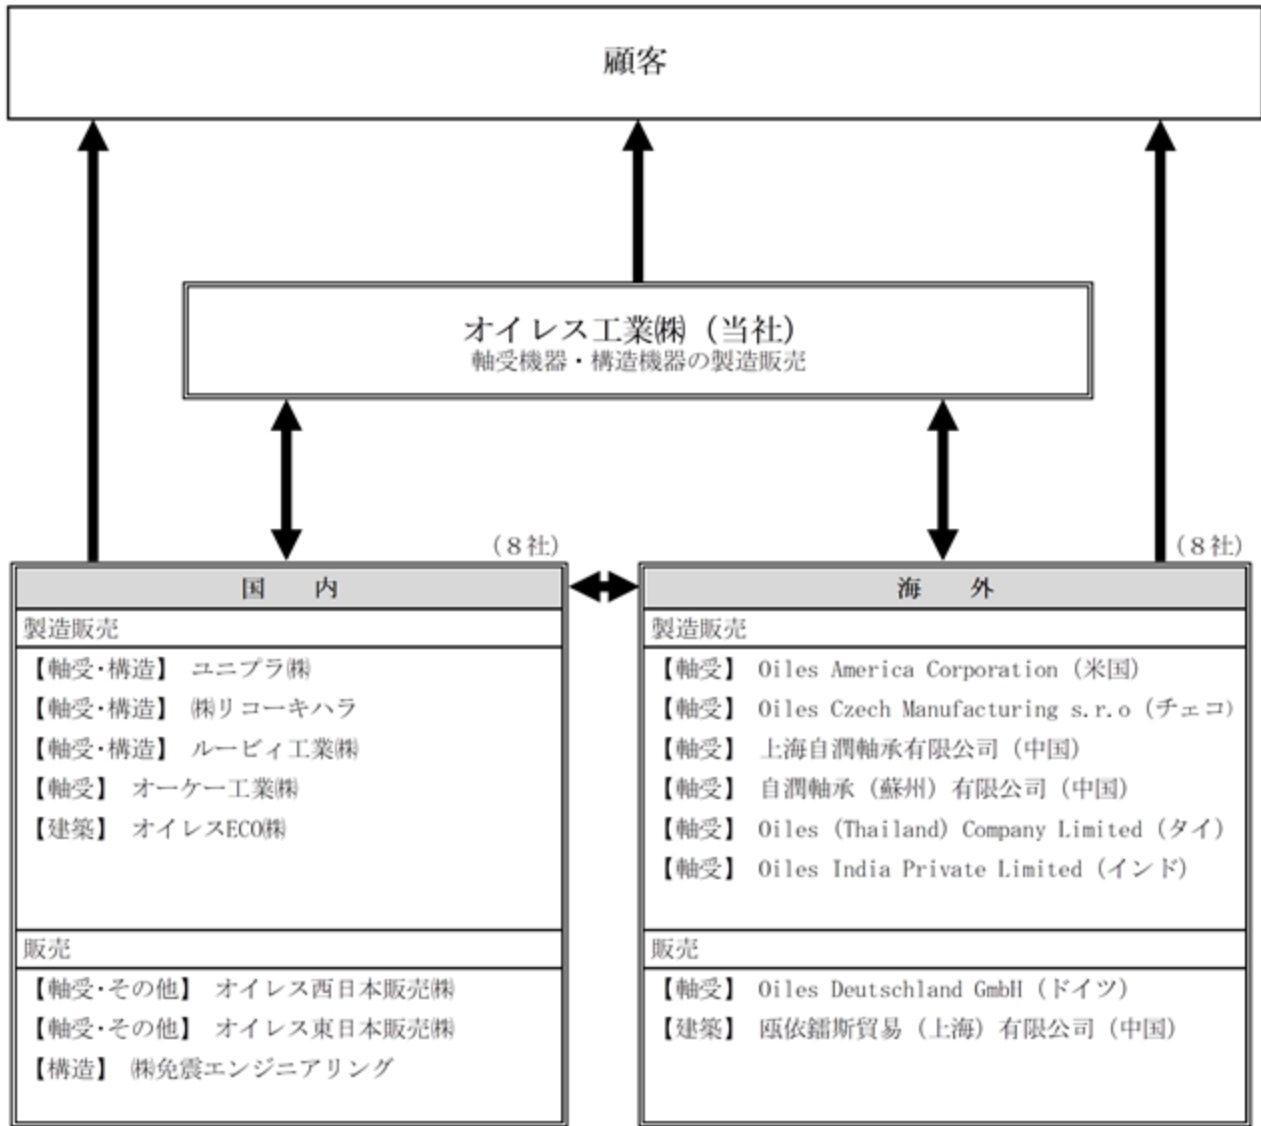 顧客
オイレス工業㈱（当社）
軸受機器・構造機器の製造販売
（８社）
国　内
製造販売
【軸受・構造】 ユニプラ㈱
【軸受・構造】 ㈱リコーキハラ
【軸受・構造】 ルービィ工業㈱
【軸受】 オーケー工業㈱
【建築】 オイレスECO㈱
販売
【軸受・その他】 オイレス西日本販売㈱
【軸受・その他】 オイレス東日本販売㈱
【構造】 ㈱免震エンジニアリング
（８社）
海　外
製造販売
【軸受】 Oiles America Corporation（米国）
【軸受】 Oiles Czech Manufacturing s.r.o（チェコ）
【軸受】 上海自潤軸承有限公司（中国）
【軸受】 自潤軸承（蘇州）有限公司（中国）
【軸受】 Oiles (Thailand) Company Limited（タイ）
【軸受】 Oiles India Private Limited（インド）
販売
【軸受】 Oiles Deutschland GmbH（ドイツ）
【建築】 瓯依鐳斯貿易（上海）有限公司（中国）